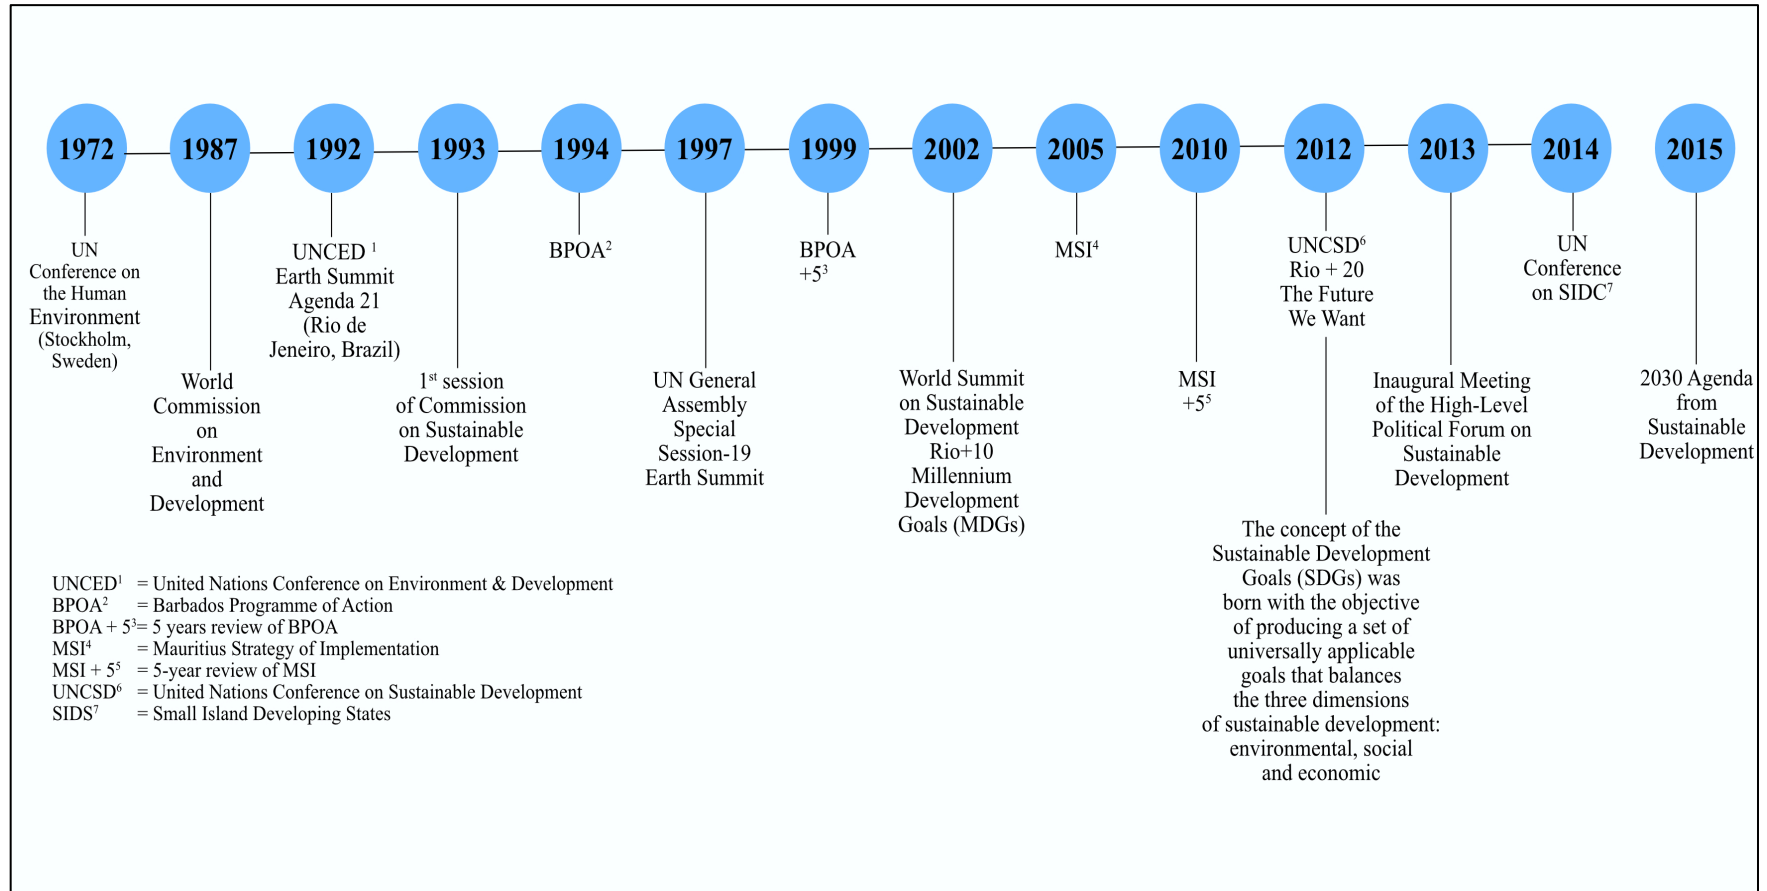 1972
1987
1992
1993
1994
1997
1999
2002
2005
2010
2012
2013
2014
2015
UN
Conference on
the Human
Environment
(Stockholm,
Sweden)
World
Commission
on
Environment
and
Development
UNCED ¹
Earth Summit
Agenda 21
(Rio de
Jeneiro, Brazil)
1st session
of Commission
on Sustainable
Development
BPOA²
UN General
Assembly
Special
Session-19
Earth Summit
BPOA
+5³
World Summit
on Sustainable
Development
Rio+10
Millennium
Development
Goals (MDGs)
MSI⁴
MSI
+5⁵
UNCSD⁶
Rio + 20
The Future
We Want
The concept of the
Sustainable Development
Goals (SDGs) was
born with the objective
of producing a set of
universally applicable
goals that balances
the three dimensions
of sustainable development:
environmental, social
and economic
Inaugural Meeting
of the High-Level
Political Forum on
Sustainable
Development
UN
Conference
on SIDC⁷
2030 Agenda
from
Sustainable
Development
UNCED¹ = United Nations Conference on Environment & Development
BPOA² = Barbados Programme of Action
BPOA + 5³= 5 years review of BPOA
MSI⁴ = Mauritius Strategy of Implementation
MSI + 5⁵ = 5-year review of MSI
UNCSD⁶ = United Nations Conference on Sustainable Development
SIDS⁷ = Small Island Developing States